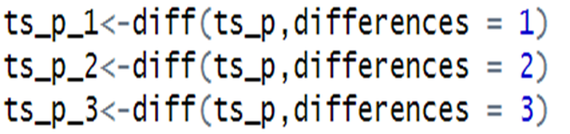 ts_p_1<-diff(ts_p,differences = 1)
ts_p_2<-diff(ts_p,differences = 2)
ts_p_3<-diff(ts_p,differences = 3)